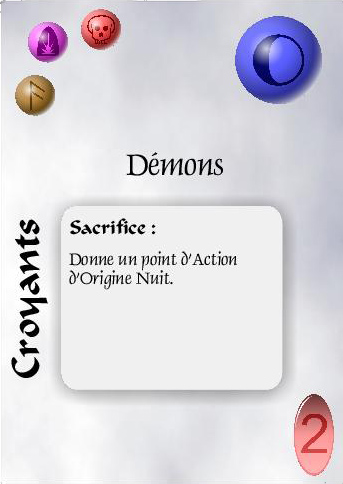 Démons
Croyants
Sacrifice :
Donne un point d'Action
d'Origine Nuit.
2